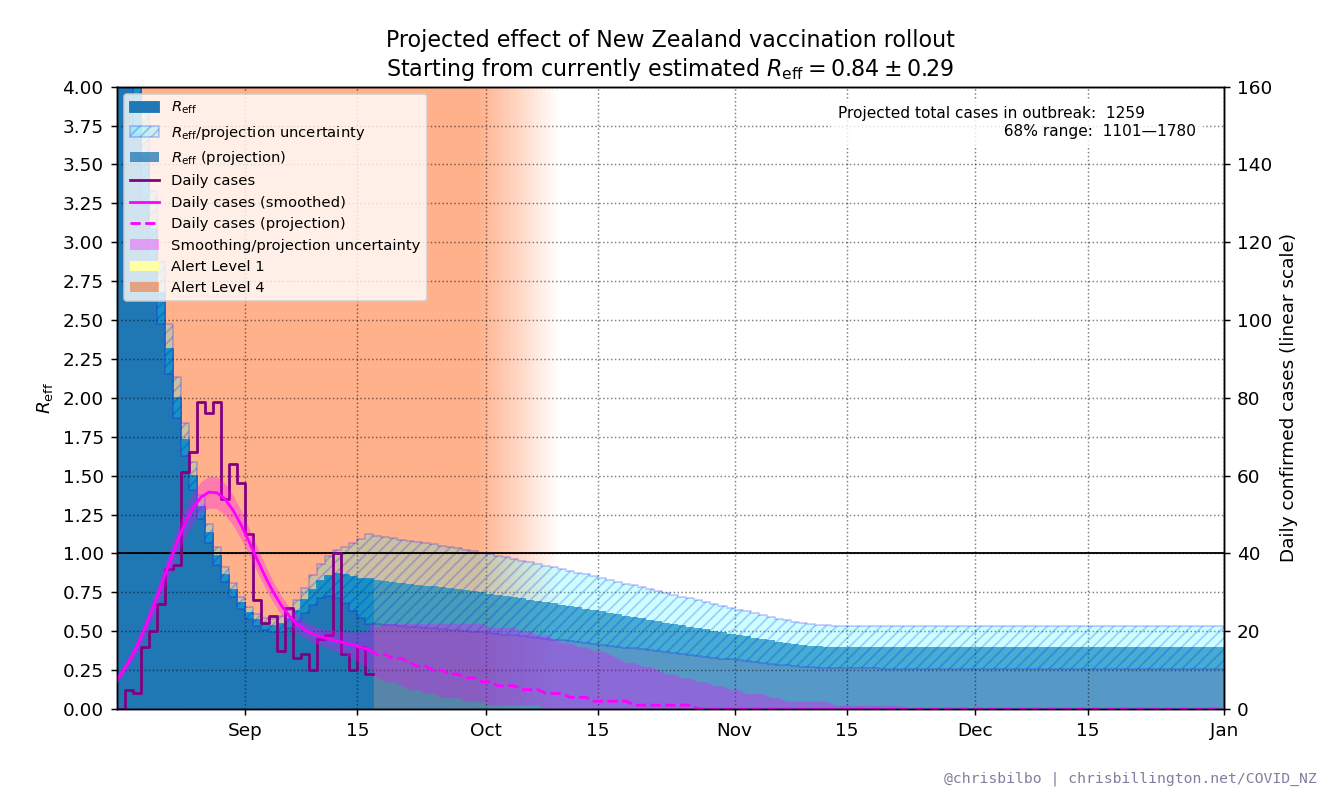 Projected effect of New Zealand vaccination rollout
Starting from currently estimated R_eff = 0.84 ± 0.29
Projected total cases in outbreak: 1259
68% range: 1101—1780
R_eff
R_eff/projection uncertainty
R_eff (projection)
Daily cases
Daily cases (smoothed)
Daily cases (projection)
Smoothing/projection uncertainty
Alert Level 1
Alert Level 4
R_eff
4.00
3.75
3.50
3.25
3.00
2.75
2.50
2.25
2.00
1.75
1.50
1.25
1.00
0.75
0.50
0.25
0.00
160
140
120
100
80
60
40
20
0
Daily confirmed cases (linear scale)
Sep 15 Oct 15 Nov 15 Dec 15 Jan
@chrisbilbo | chrisbillington.net/COVID_NZ